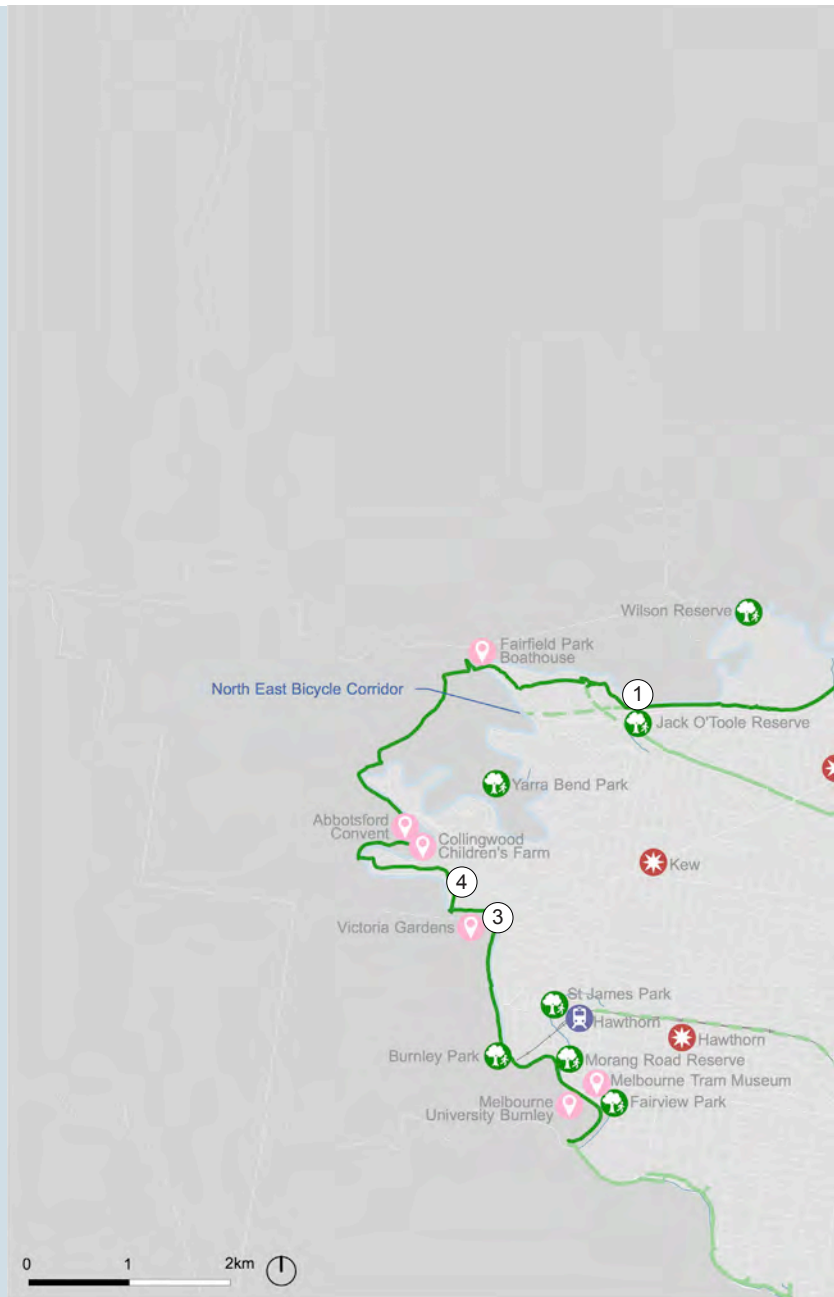 Wilson Reserve
Fairfield Park
Boathouse
North East Bicycle Corridor
1
Jack O'Toole Reserve
Yarra Bend Park
Abbotsford
Convent
Collingwood
Children's Farm
Kew
4
3
Victoria Gardens
St James Park
Hawthorn
Hawthorn
Burnley Park
Morang Road Reserve
Melbourne Tram Museum
Melbourne
University Burnley
Fairview Park
0 1 2km